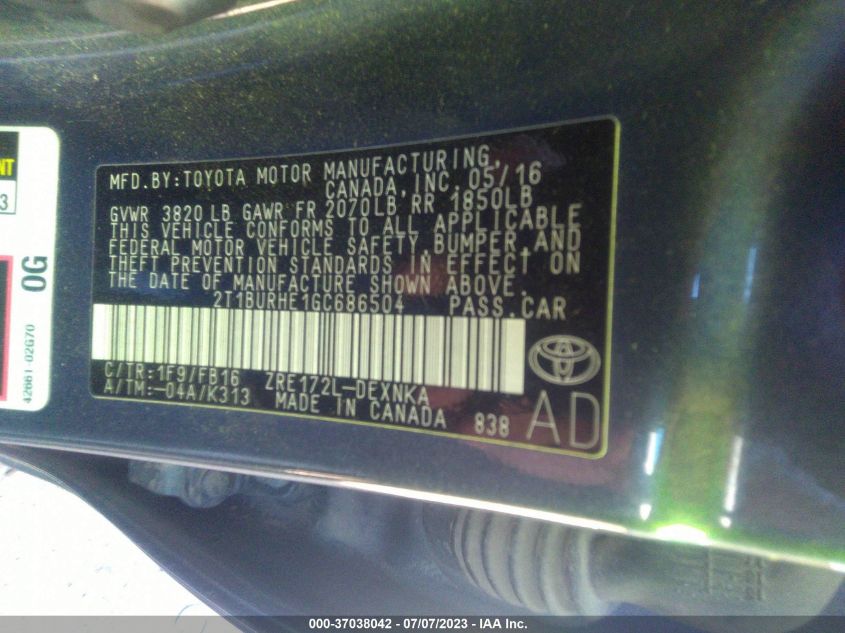 MFD.BY:TOYOTA MOTOR MANUFACTURING,
CANADA,INC. 05/16
GVWR 3820 LB GAWR FR 2070LB RR 1850LB
THIS VEHICLE CONFORMS TO ALL APPLICABLE
FEDERAL MOTOR VEHICLE SAFETY, BUMPER, AND
THEFT PREVENTION STANDARDS IN EFFECT ON
THE DATE OF MANUFACTURE SHOWN ABOVE.
2T1BURHE1GC686504 PASS.CAR
C/TR:1F9/FB16 ZRE172L-DEXNKA
A/TM:-04A/K313 MADE IN CANADA 838
AD
NT
3
0G
42661-02G70
000-37038042 / 07/07/2023 - IAA Inc.